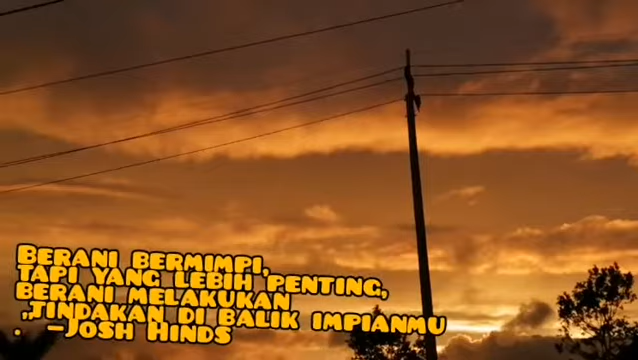 BERANI BERMIMPI,
TAPI YANG LEBIH PENTING,
BERANI MELAKUKAN
„TINDAKAN DI BALIK IMPIANMU
. –JOSH HINDS